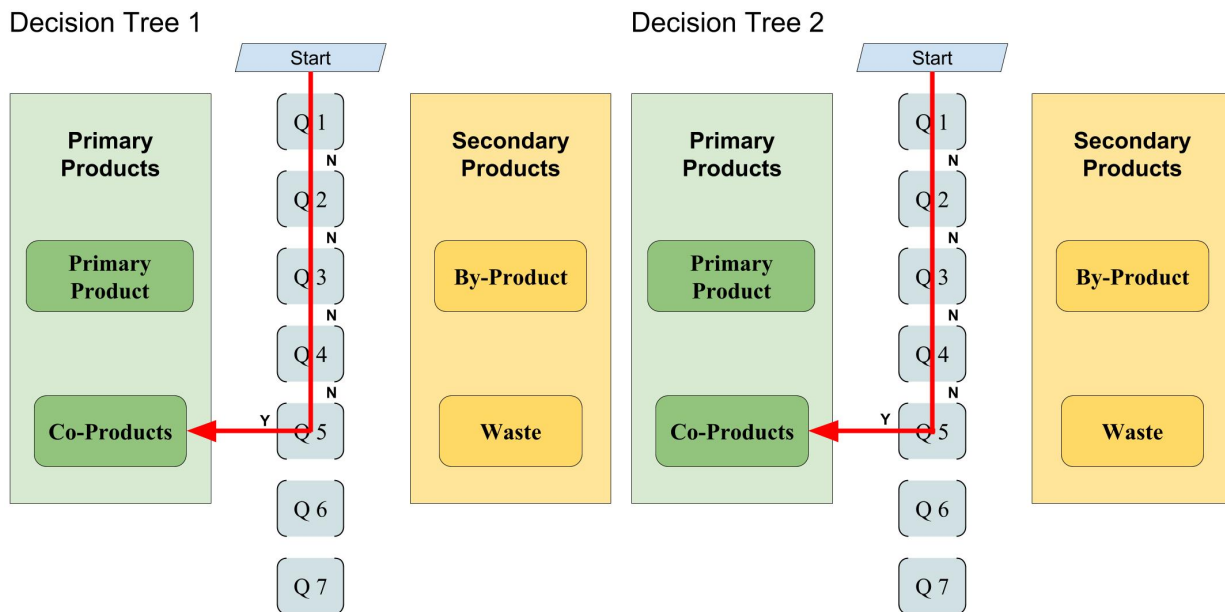 Decision Tree 1
Start
Primary
Products
Primary
Product
Co-Products
Q 1
N
Q 2
N
Q 3
N
Q 4
N
Y
Q 5
Q 6
Q 7
Secondary
Products
By-Product
Waste
Decision Tree 2
Start
Primary
Products
Primary
Product
Co-Products
Q 1
N
Q 2
N
Q 3
N
Q 4
N
Y
Q 5
Q 6
Q 7
Secondary
Products
By-Product
Waste